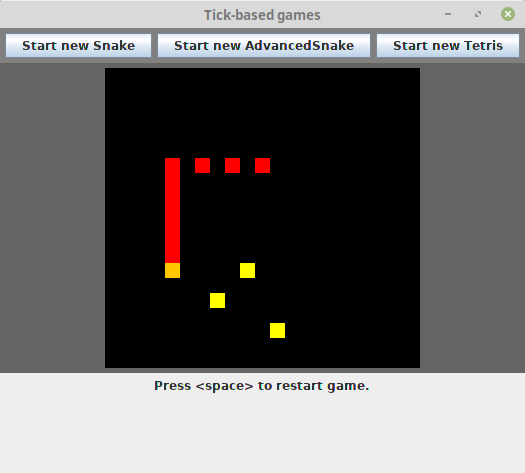 Tick-based games
Start new Snake Start new AdvancedSnake Start new Tetris
Press <space> to restart game.